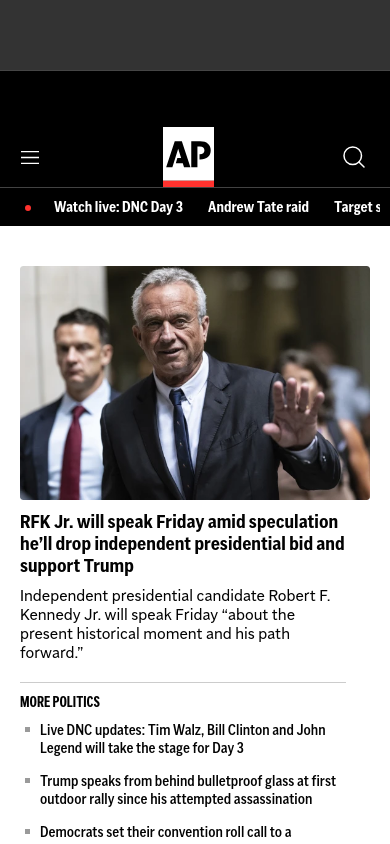 AP
Watch live: DNC Day 3 Andrew Tate raid Target s
RFK Jr. will speak Friday amid speculation
he’ll drop independent presidential bid and
support Trump
Independent presidential candidate Robert F.
Kennedy Jr. will speak Friday “about the
present historical moment and his path
forward.”
MORE POLITICS
Live DNC updates: Tim Walz, Bill Clinton and John
Legend will take the stage for Day 3
Trump speaks from behind bulletproof glass at first
outdoor rally since his attempted assassination
Democrats set their convention roll call to a